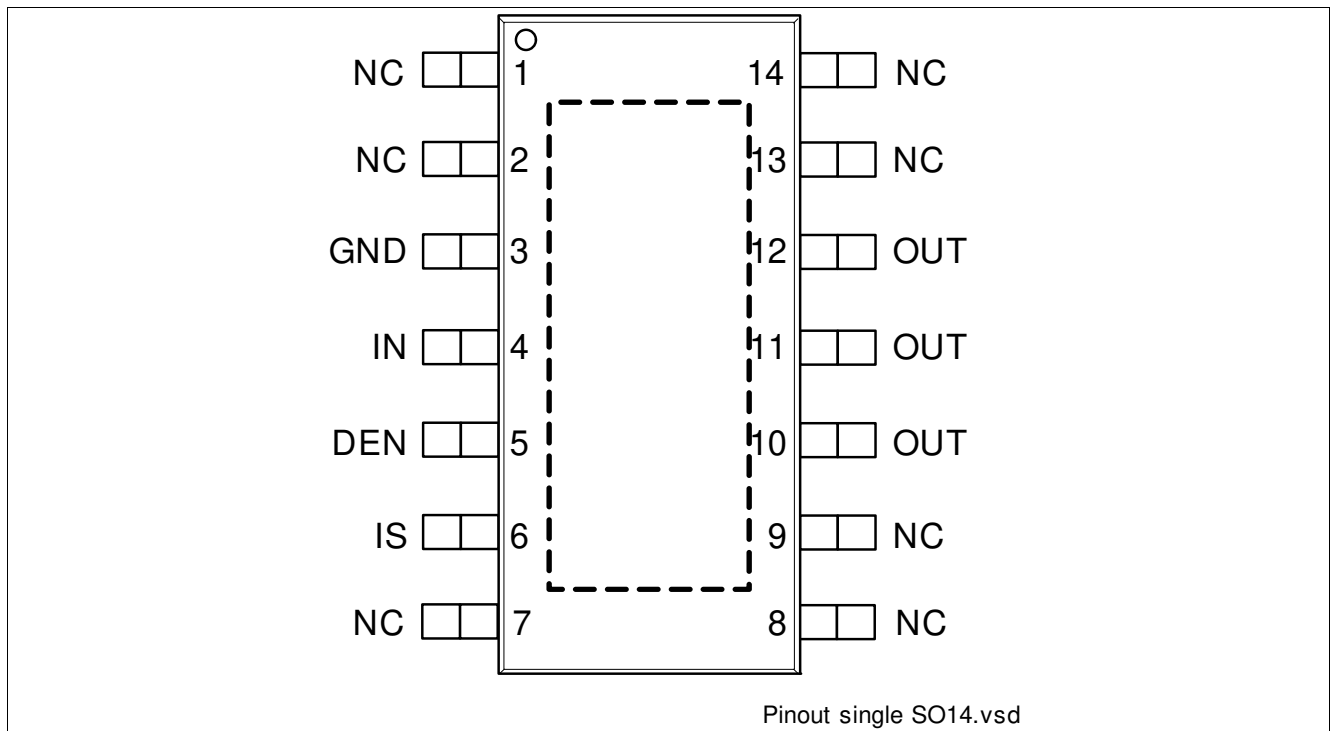 NC 1 14 NC
NC 2 13 NC
GND 3 12 OUT
IN 4 11 OUT
DEN 5 10 OUT
IS 6 9 NC
NC 7 8 NC
Pinout single SO14.vsd